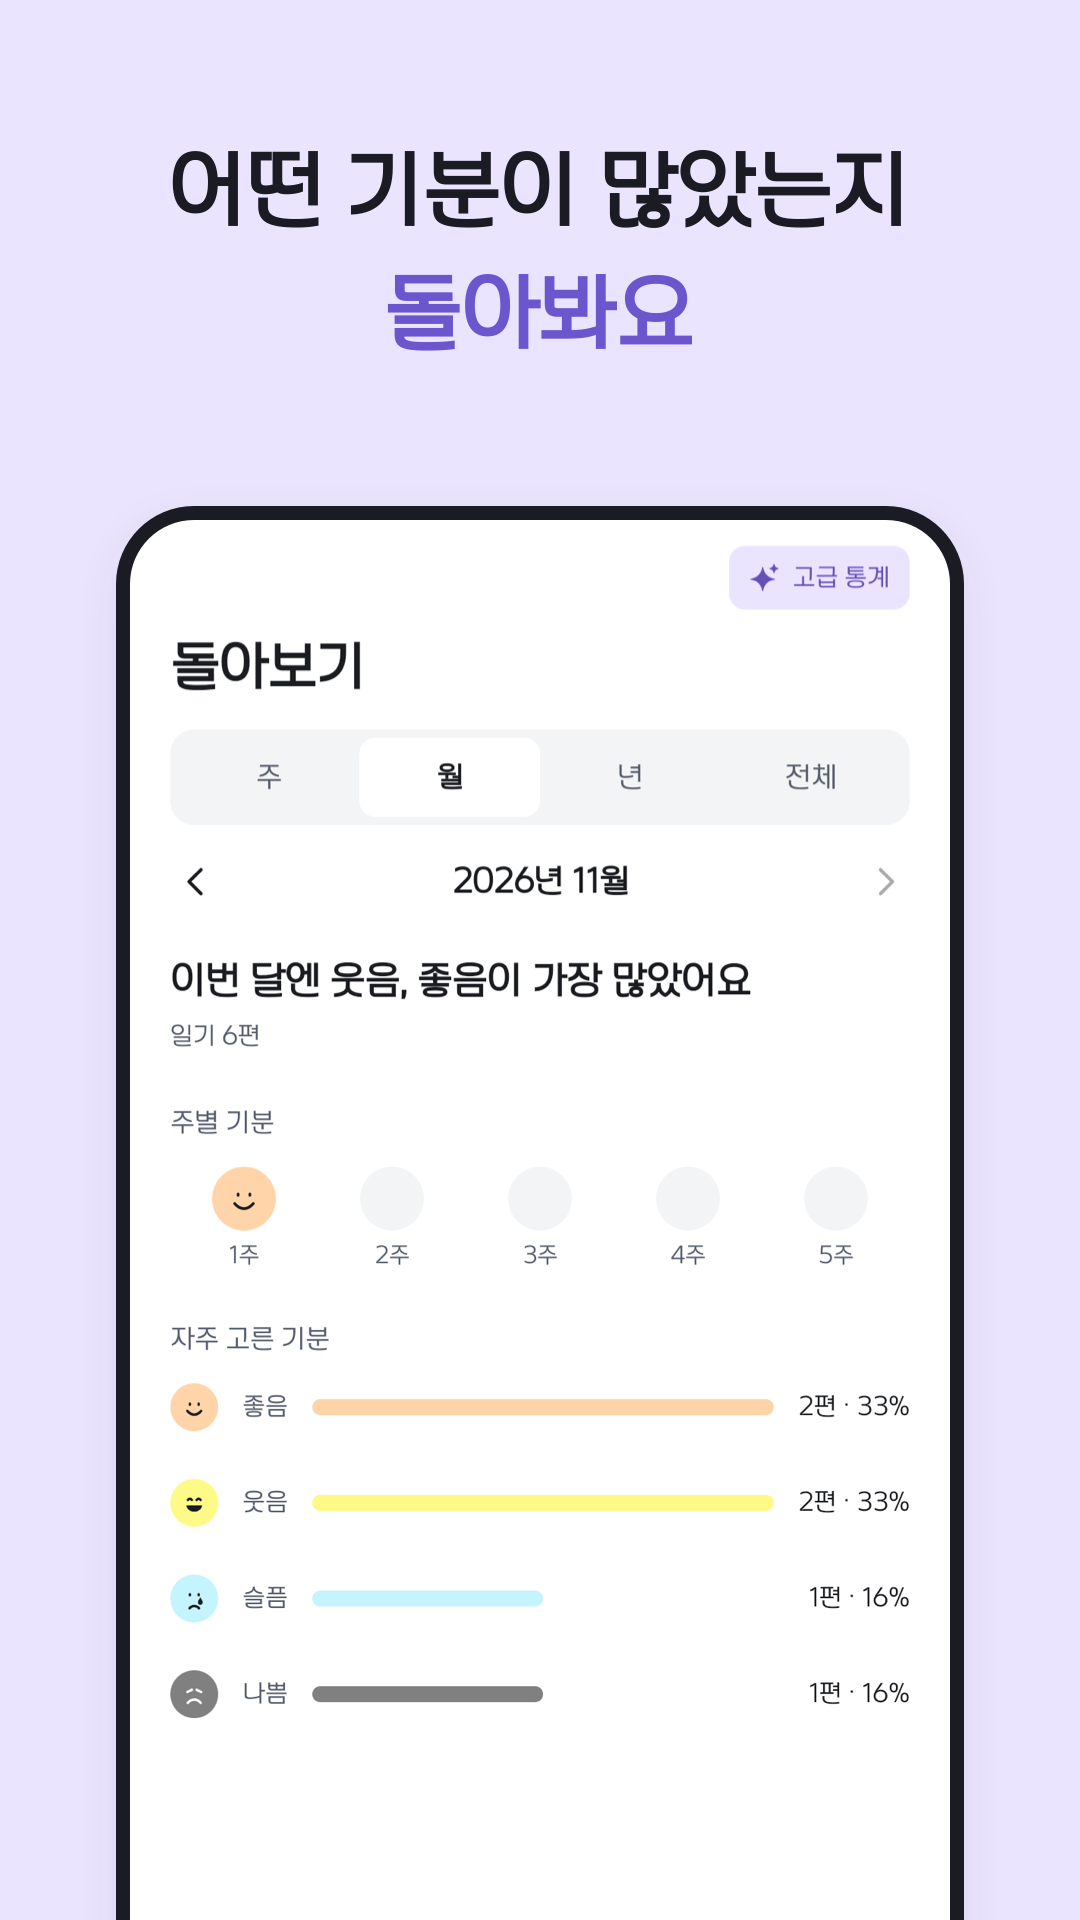 어떤 기분이 많았는지
돌아봐요
고급 통계
돌아보기
주 월 년 전체
2026년 11월
이번 달엔 웃음, 좋음이 가장 많았어요
일기 6편
주별 기분
1주 2주 3주 4주 5주
자주 고른 기분
좋음 2편 · 33%
웃음 2편 · 33%
슬픔 1편 · 16%
나쁨 1편 · 16%